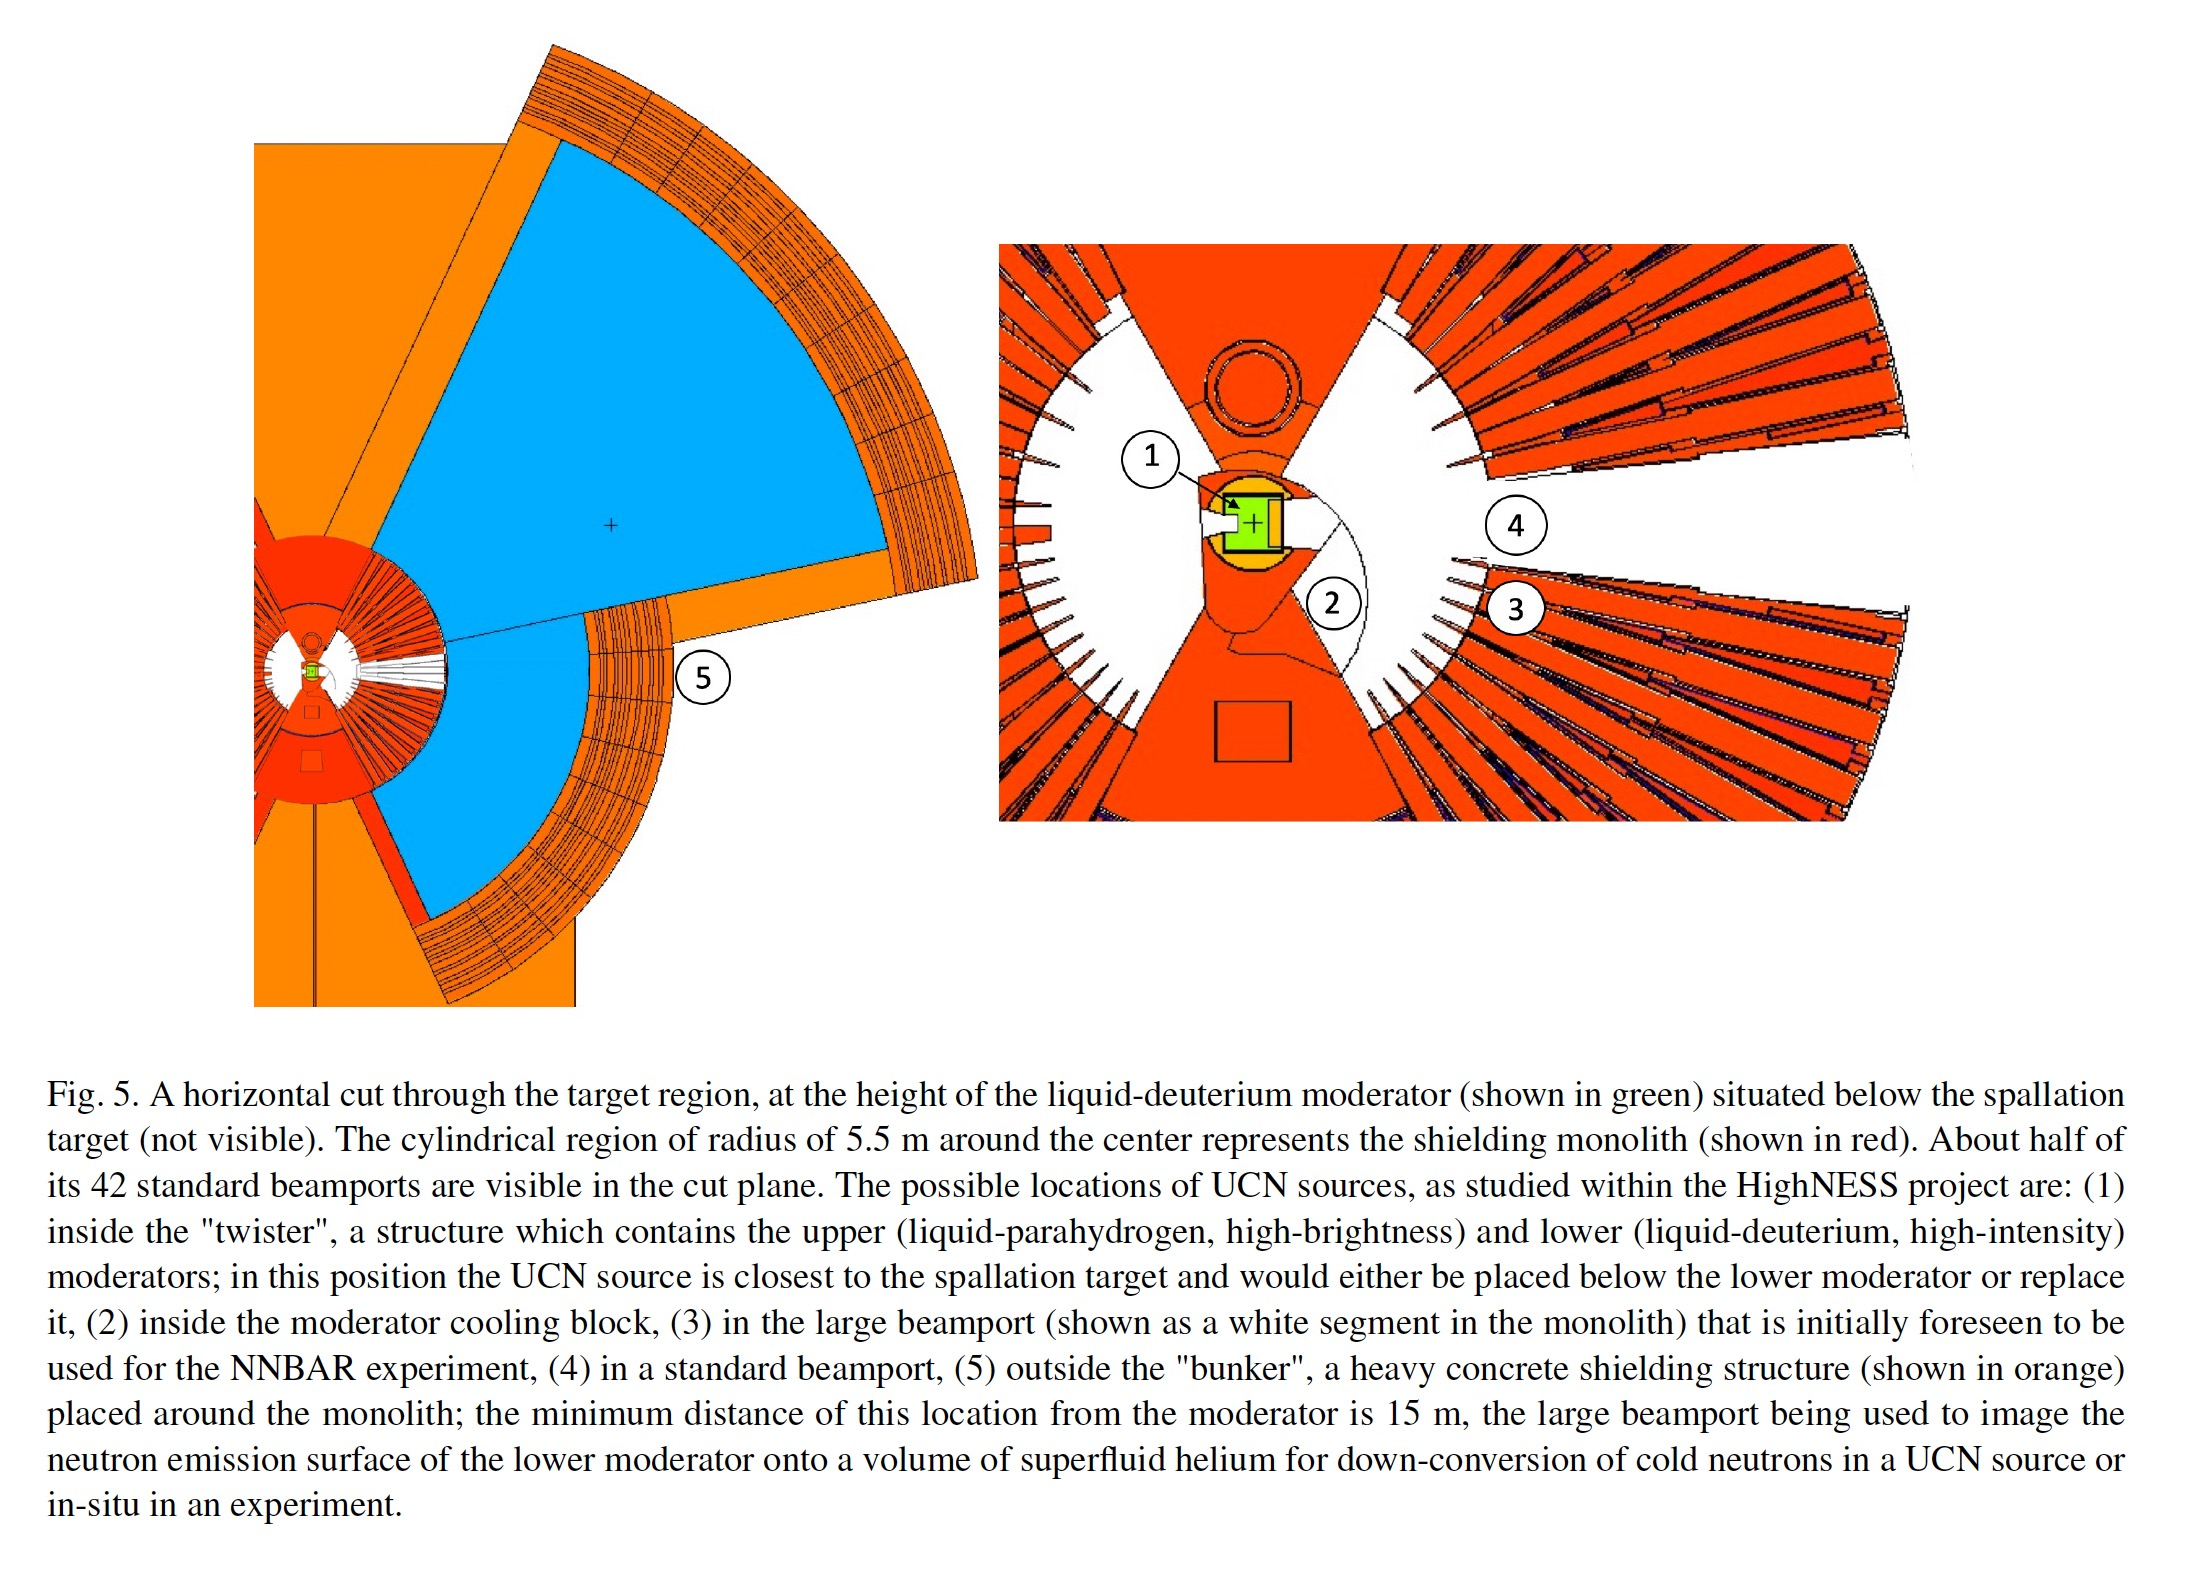 1
4
2
3
5
Fig. 5. A horizontal cut through the target region, at the height of the liquid-deuterium moderator (shown in green) situated below the spallation
target (not visible). The cylindrical region of radius of 5.5 m around the center represents the shielding monolith (shown in red). About half of
its 42 standard beamports are visible in the cut plane. The possible locations of UCN sources, as studied within the HighNESS project are: (1)
inside the "twister", a structure which contains the upper (liquid-parahydrogen, high-brightness) and lower (liquid-deuterium, high-intensity)
moderators; in this position the UCN source is closest to the spallation target and would either be placed below the lower moderator or replace
it, (2) inside the moderator cooling block, (3) in the large beamport (shown as a white segment in the monolith) that is initially foreseen to be
used for the NNBAR experiment, (4) in a standard beamport, (5) outside the "bunker", a heavy concrete shielding structure (shown in orange)
placed around the monolith; the minimum distance of this location from the moderator is 15 m, the large beamport being used to image the
neutron emission surface of the lower moderator onto a volume of superfluid helium for down-conversion of cold neutrons in a UCN source or
in-situ in an experiment.